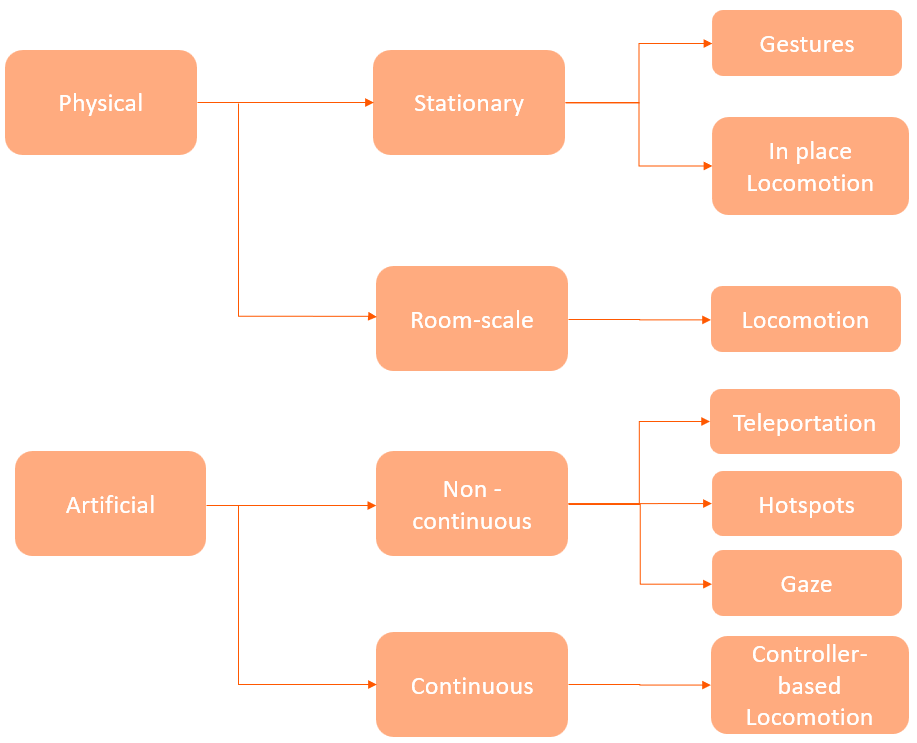 Physical
Stationary
Gestures
In place
Locomotion
Room-scale
Locomotion
Artificial
Non -
continuous
Teleportation
Hotspots
Gaze
Continuous
Controller-
based
Locomotion